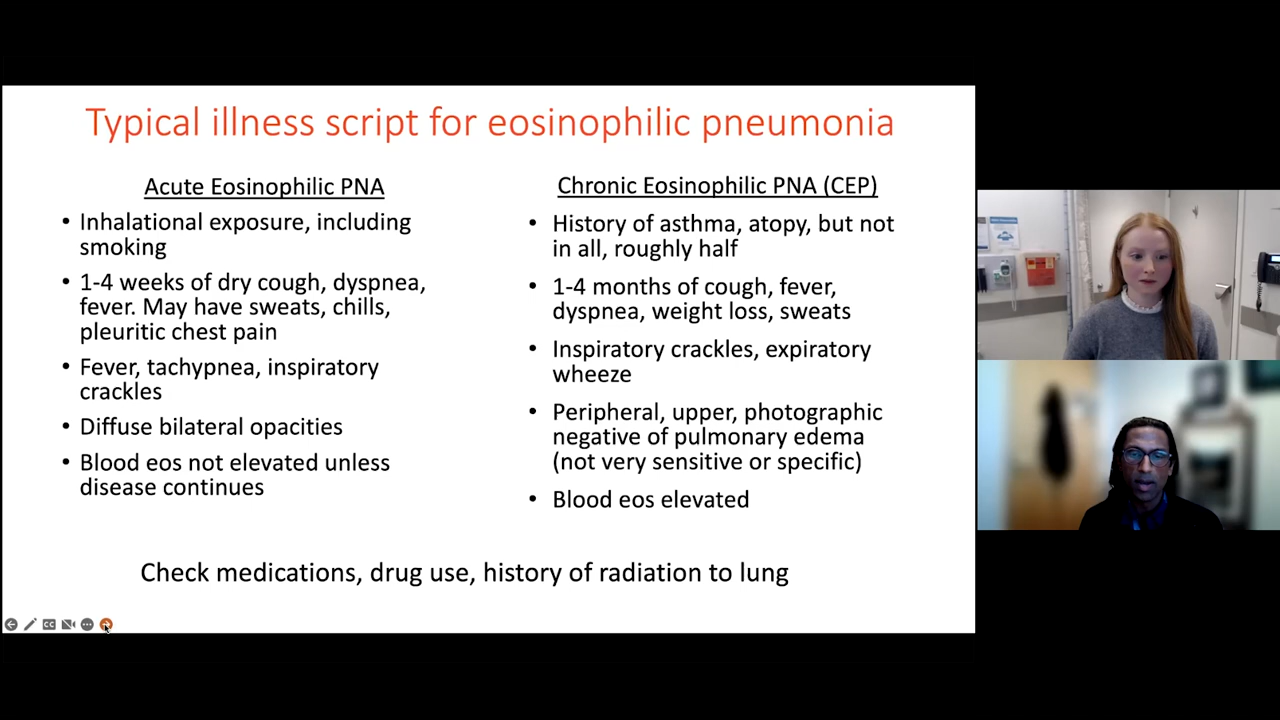 Typical illness script for eosinophilic pneumonia
Acute Eosinophilic PNA
• Inhalational exposure, including
smoking
• 1-4 weeks of dry cough, dyspnea,
fever. May have sweats, chills,
pleuritic chest pain
• Fever, tachypnea, inspiratory
crackles
• Diffuse bilateral opacities
• Blood eos not elevated unless
disease continues
Chronic Eosinophilic PNA (CEP)
• History of asthma, atopy, but not
in all, roughly half
• 1-4 months of cough, fever,
dyspnea, weight loss, sweats
• Inspiratory crackles, expiratory
wheeze
• Peripheral, upper, photographic
negative of pulmonary edema
(not very sensitive or specific)
• Blood eos elevated
Check medications, drug use, history of radiation to lung
CC